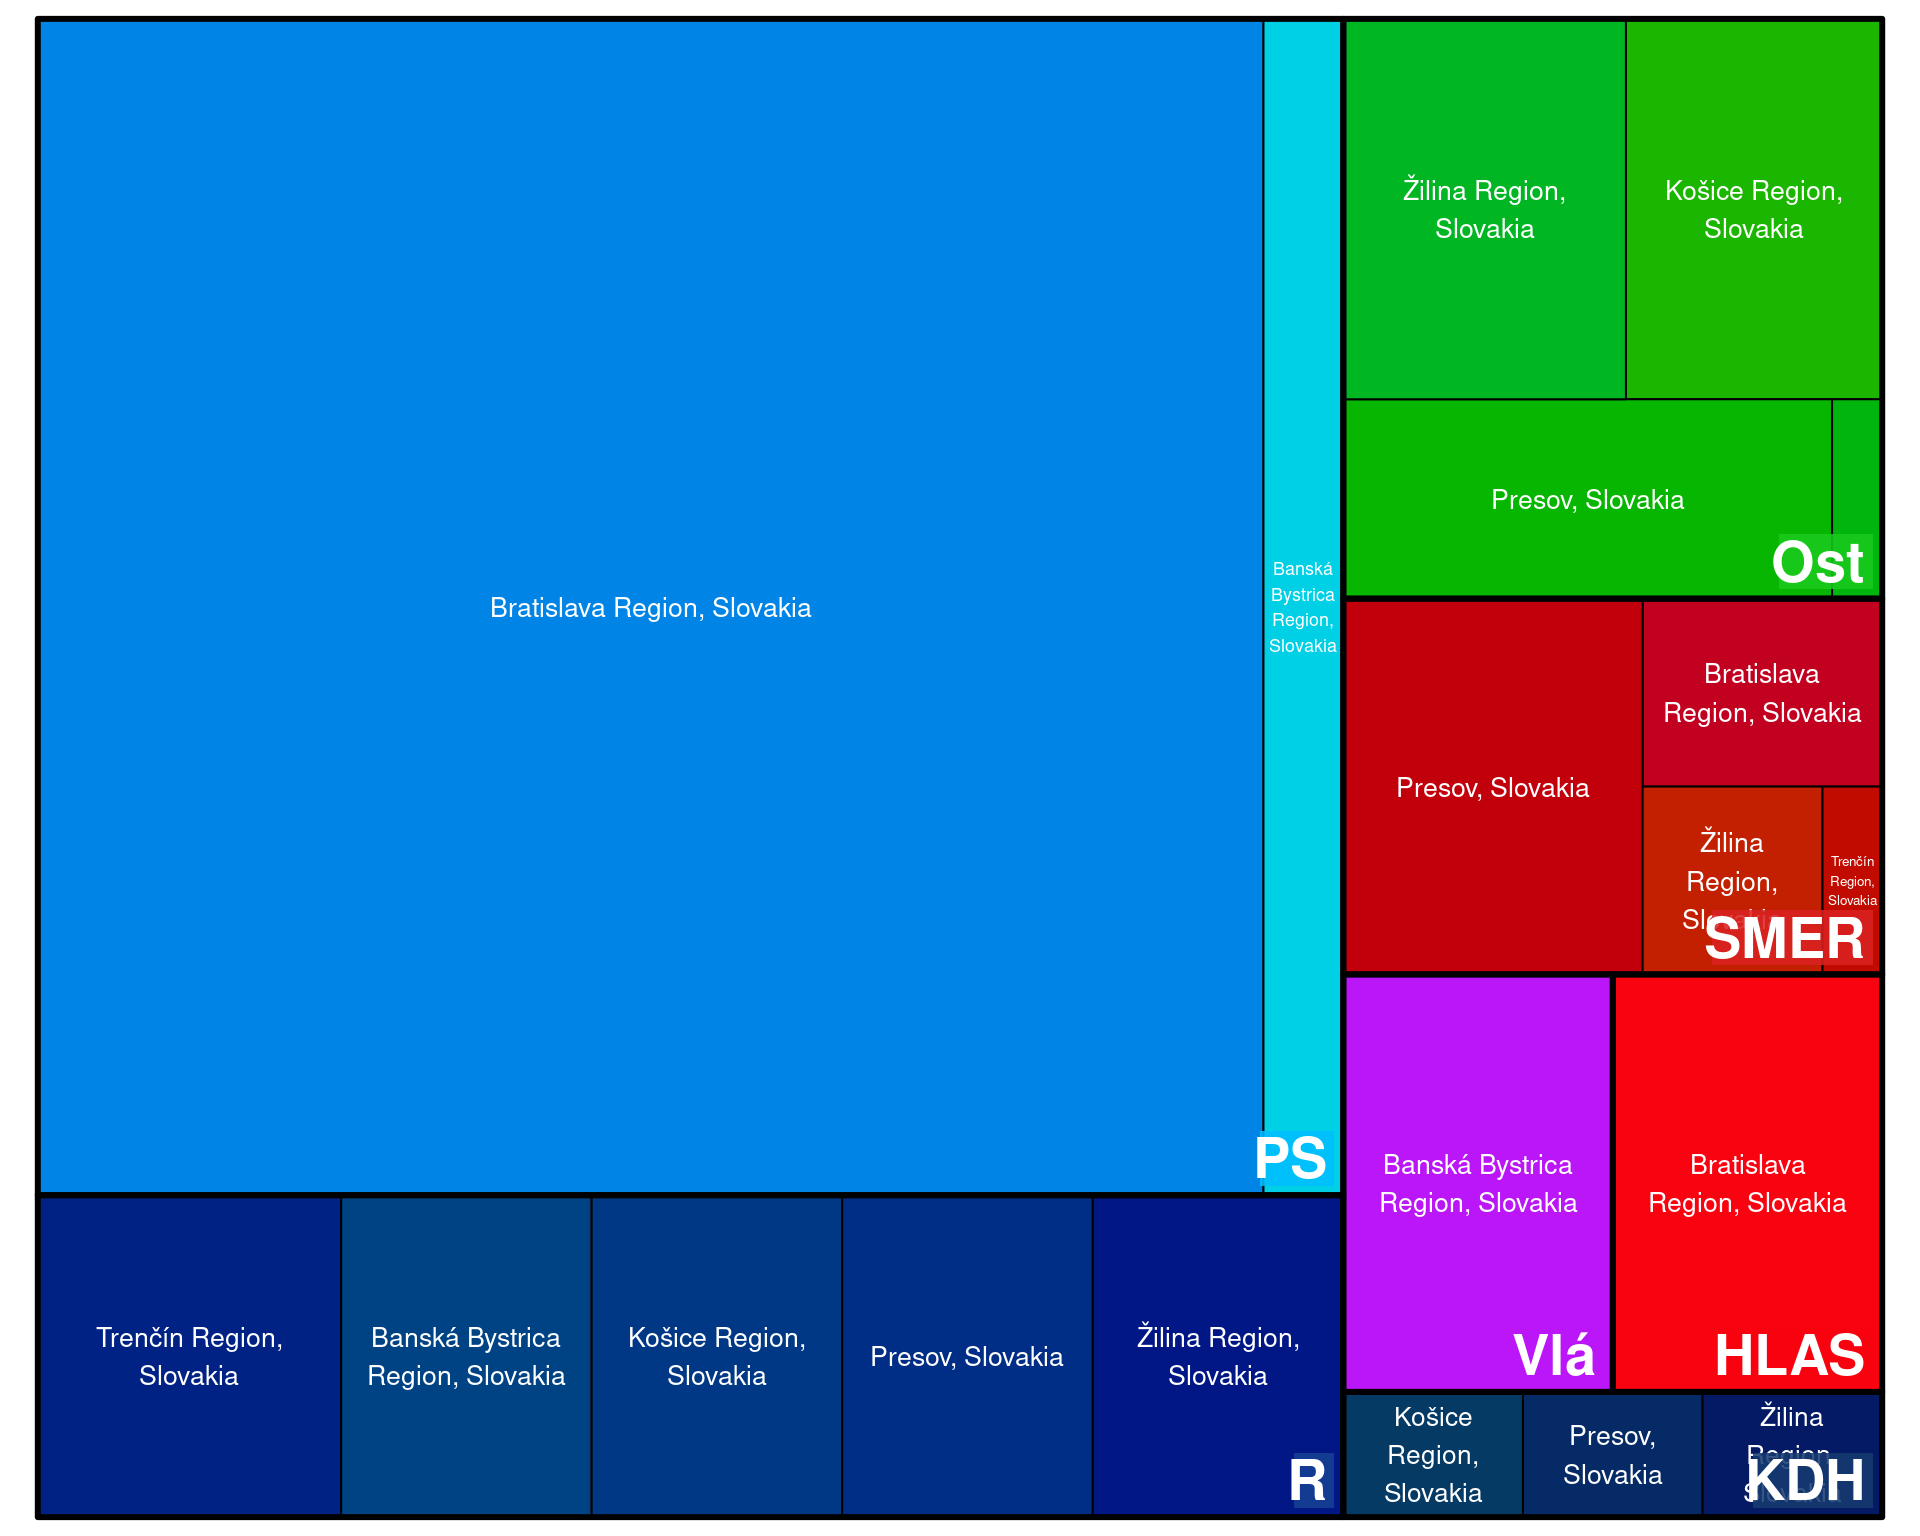 Bratislava Region, Slovakia
Banská
Bystrica
Region,
Slovakia
PS
Trenčín Region,
Slovakia
Banská Bystrica
Region, Slovakia
Košice Region,
Slovakia
Presov, Slovakia
Žilina Region,
Slovakia
R
Žilina Region,
Slovakia
Košice Region,
Slovakia
Presov, Slovakia
Ost
Presov, Slovakia
Bratislava
Region, Slovakia
Žilina
Region,
Slovakia
Trenčín
Region,
Slovakia
SMER
Banská Bystrica
Region, Slovakia
Vlá
Bratislava
Region, Slovakia
HLAS
Košice
Region,
Slovakia
Presov,
Slovakia
Žilina
Region,
Slovakia
KDH